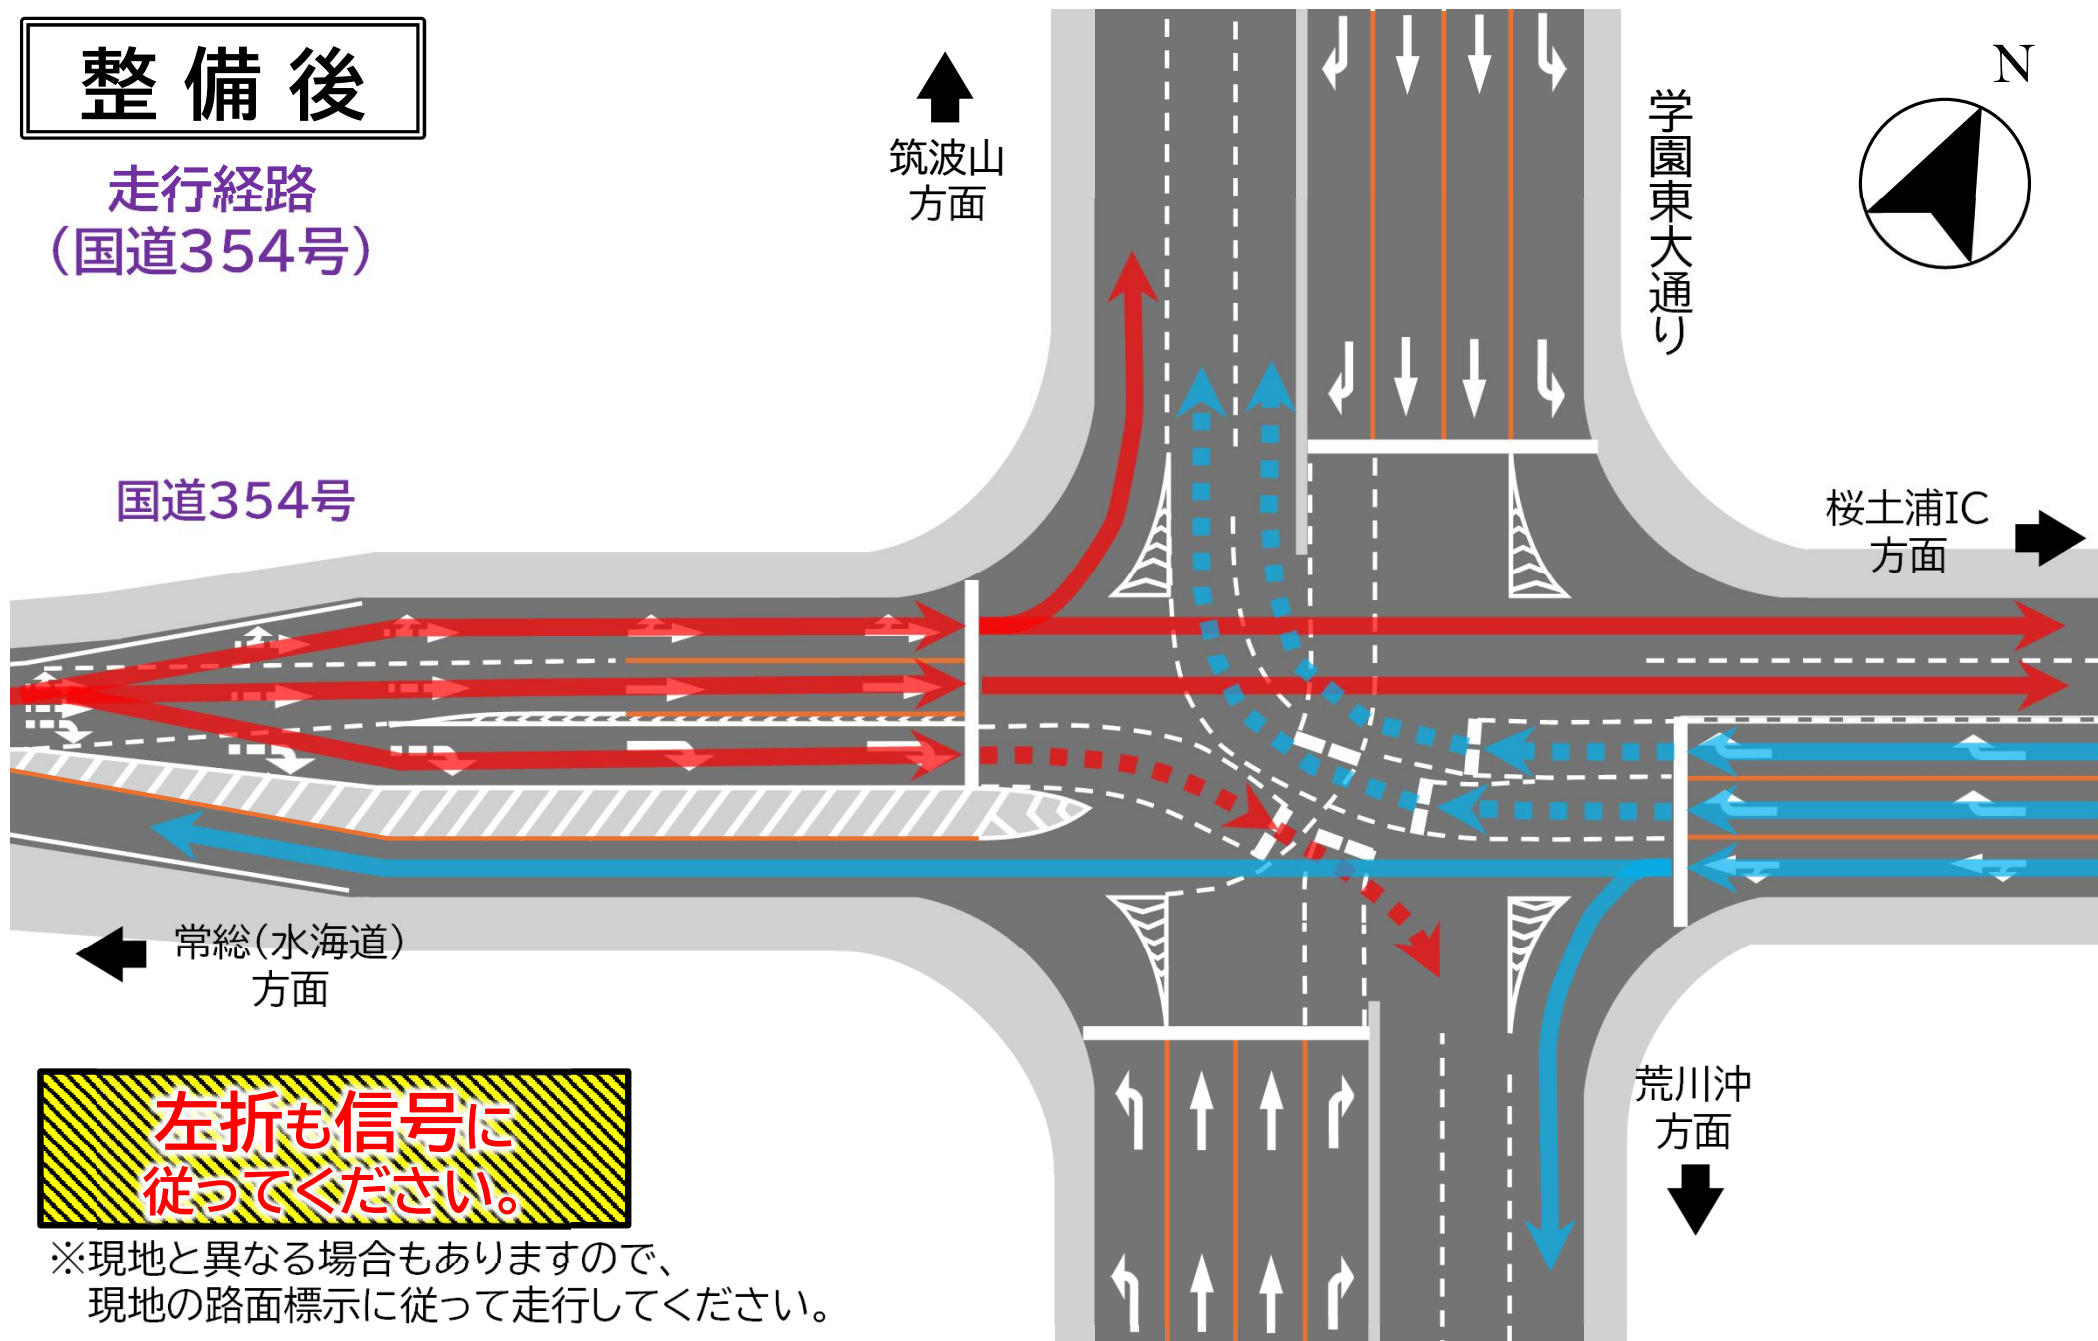 整備後
走行経路
（国道354号）
N
筑波山
方面
学園東大通り
国道354号
桜土浦IC
方面
常総（水海道）
方面
荒川沖
方面
左折も信号に
従ってください。
※現地と異なる場合もありますので、
現地の路面標示に従って走行してください。